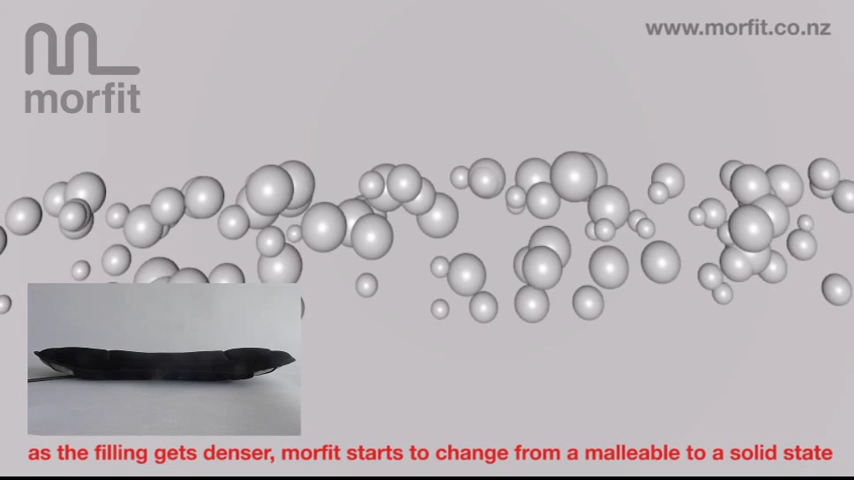 www.morfit.co.nz
morfit
as the filling gets denser, morfit starts to change from a malleable to a solid state